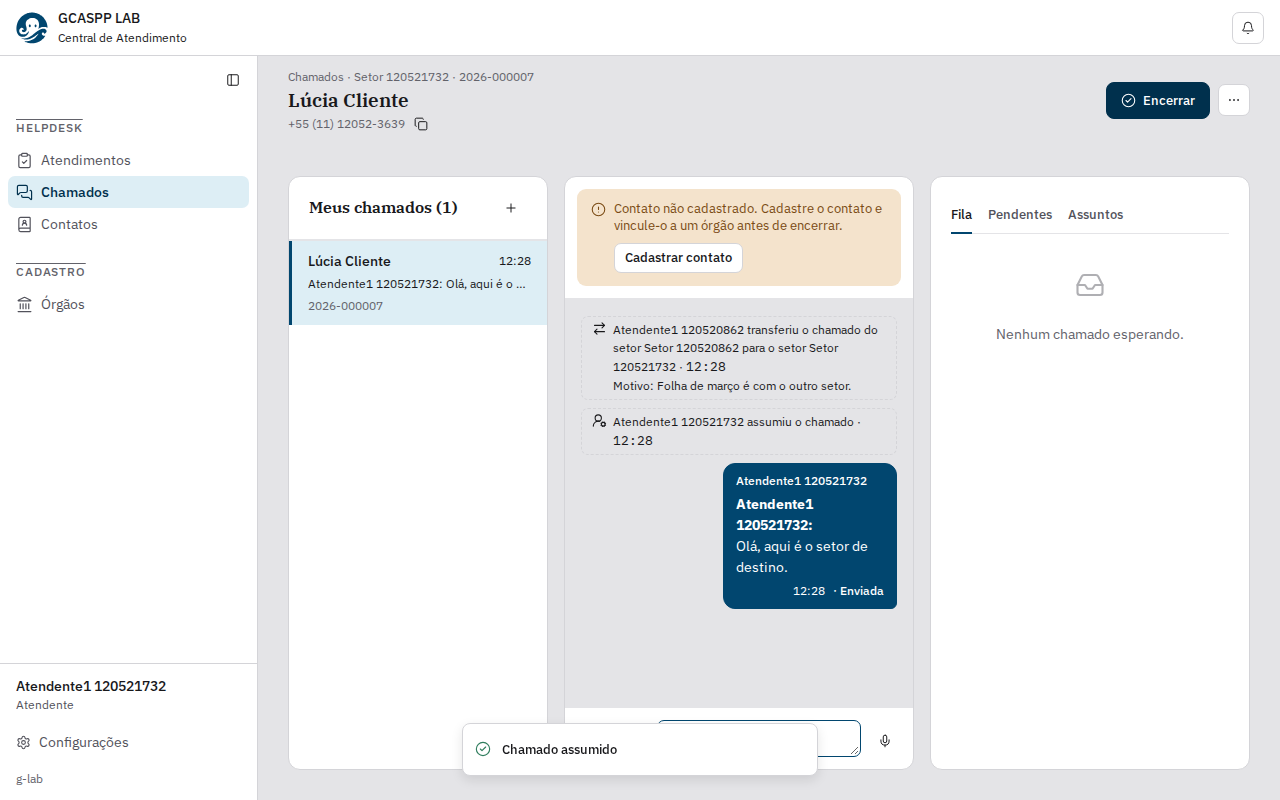 GCASPP LAB
Central de Atendimento
HELPDESK
Atendimentos
Chamados
Contatos
CADASTRO
Órgãos
Atendente1 120521732
Atendente
Configurações
g-lab
Chamados · Setor 120521732 · 2026-000007
Lúcia Cliente
+55 (11) 12052-3639
Encerrar
Meus chamados (1)
Lúcia Cliente 12:28
Atendente1 120521732: Olá, aqui é o ...
2026-000007
Contato não cadastrado. Cadastre o contato e
vincule-o a um órgão antes de encerrar.
Cadastrar contato
Atendente1 120520862 transferiu o chamado do
setor Setor 120520862 para o setor Setor
120521732 · 12:28
Motivo: Folha de março é com o outro setor.
Atendente1 120521732 assumiu o chamado ·
12:28
Atendente1 120521732
Atendente1
120521732:
Olá, aqui é o setor de
destino.
12:28 · Enviada
Chamado assumido
Fila Pendentes Assuntos
Nenhum chamado esperando.